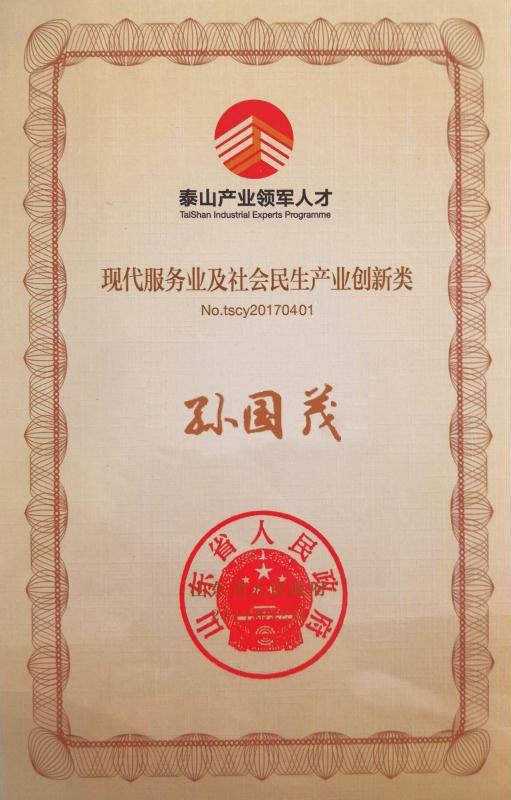 泰山产业领军人才
TaiShan Industrial Experts Programme
现代服务业及社会民生产业创新类
No.tscy20170401
孙国茂
山东省人民政府